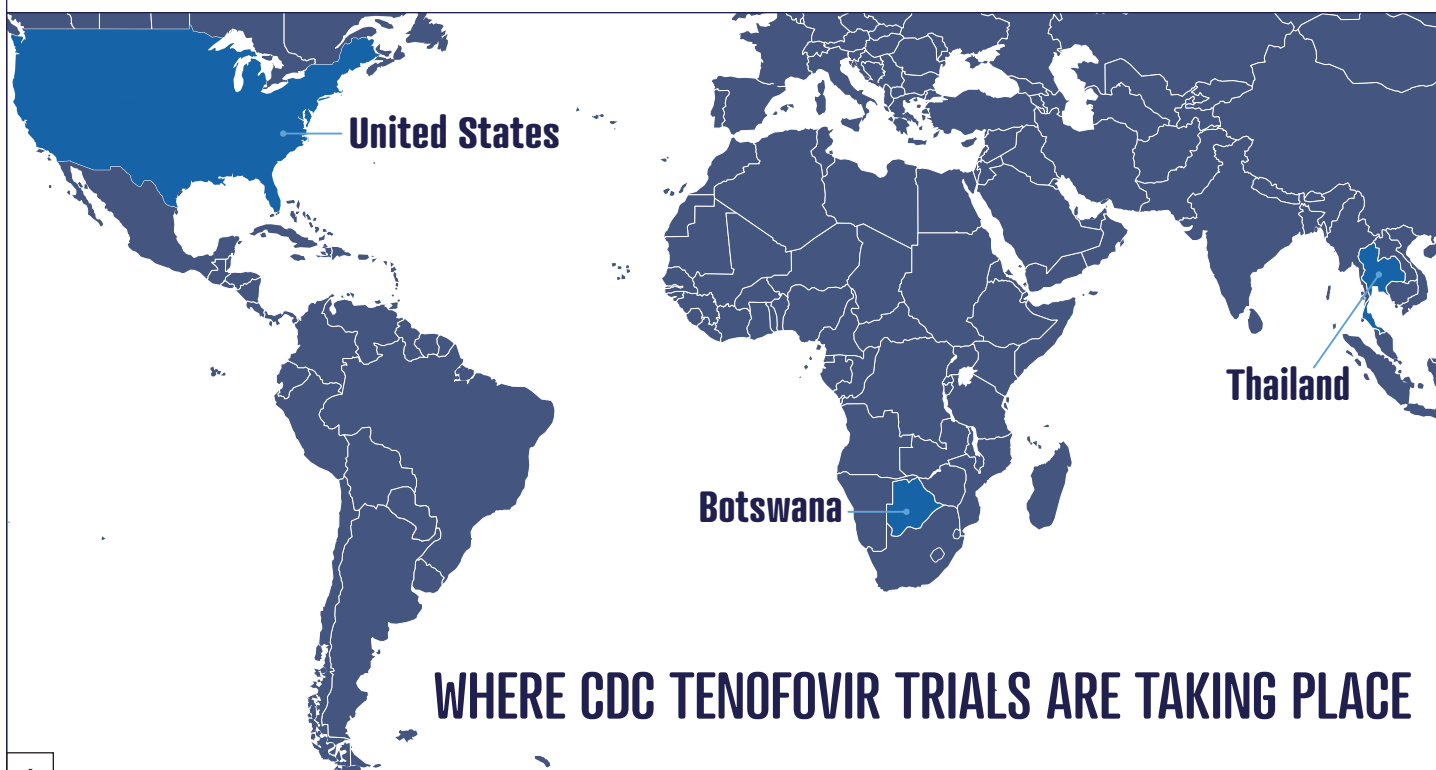 United States
Thailand
Botswana
WHERE CDC TENOFOVIR TRIALS ARE TAKING PLACE